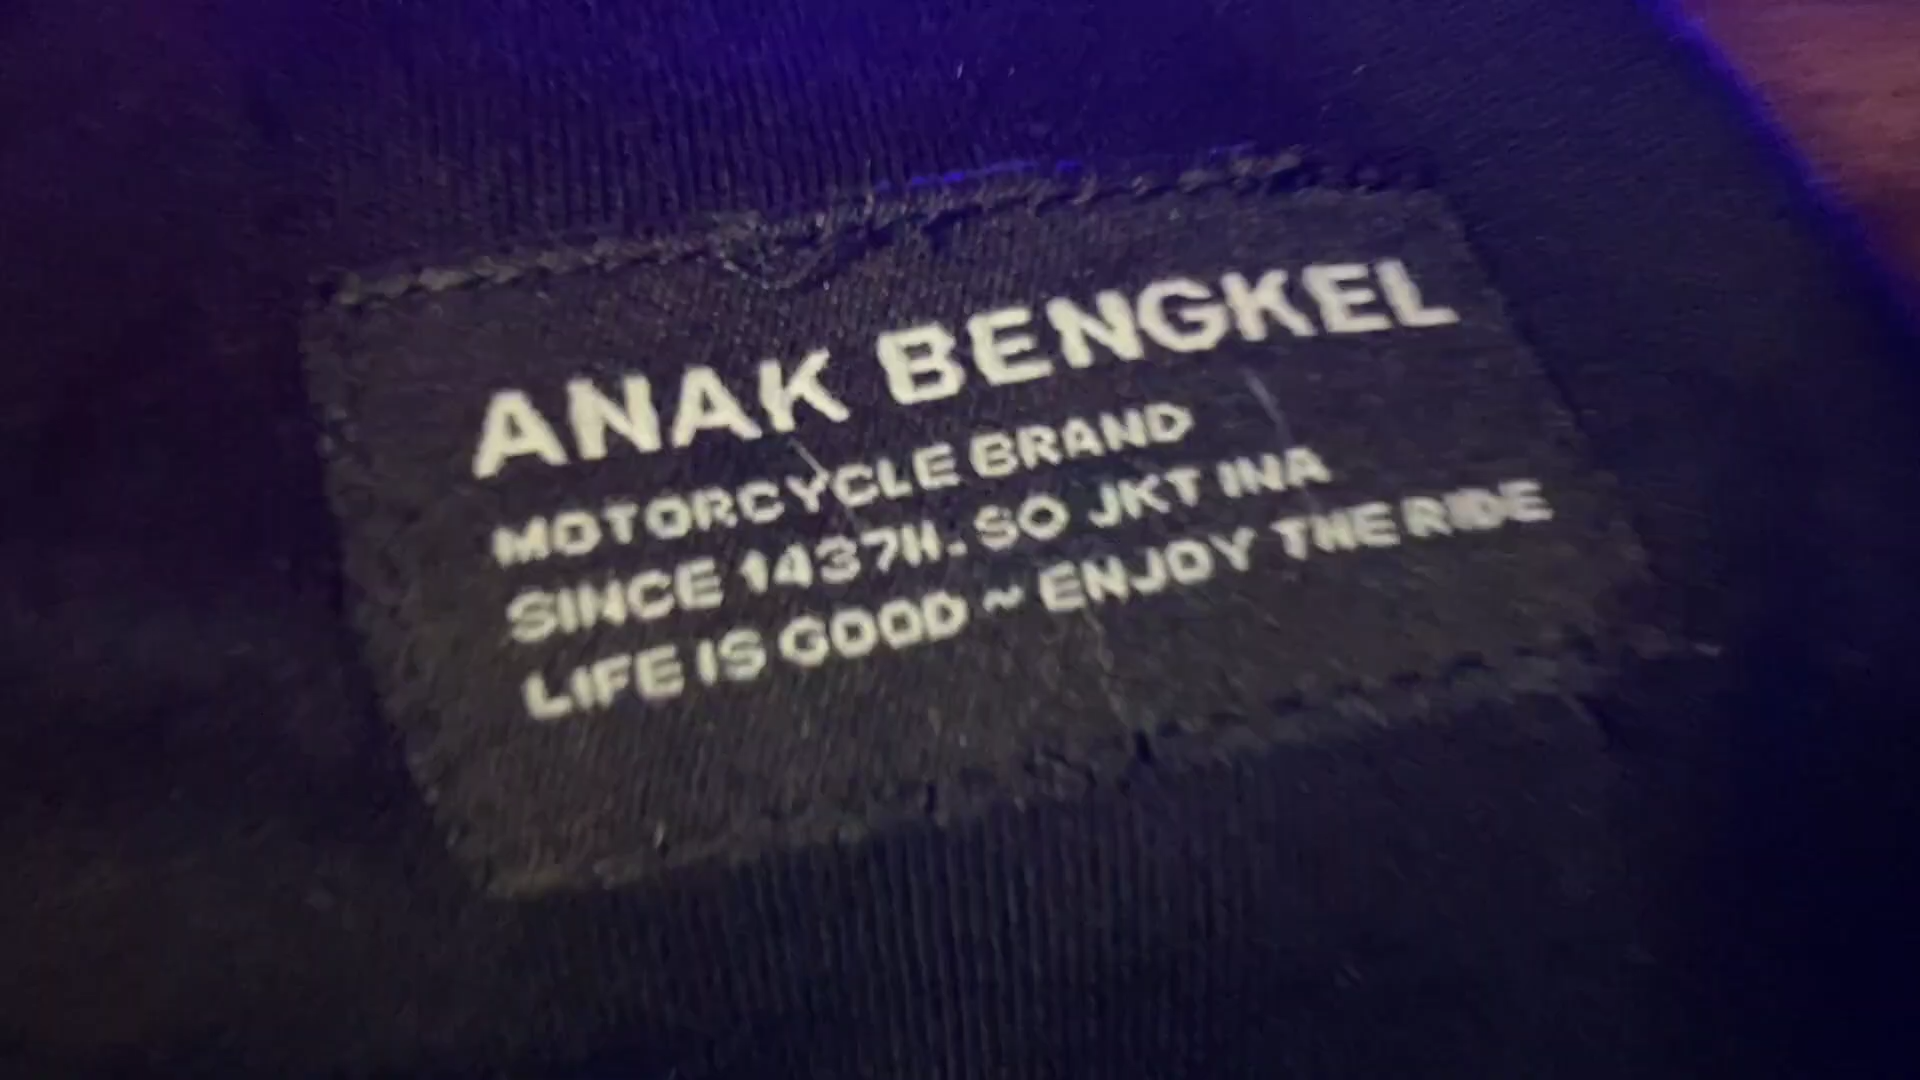 ANAK BENGKEL
MOTORCYCLE BRAND
SINCE 1437H. SO JKT INA
LIFE IS GOOD ~ ENJOY THE RIDE